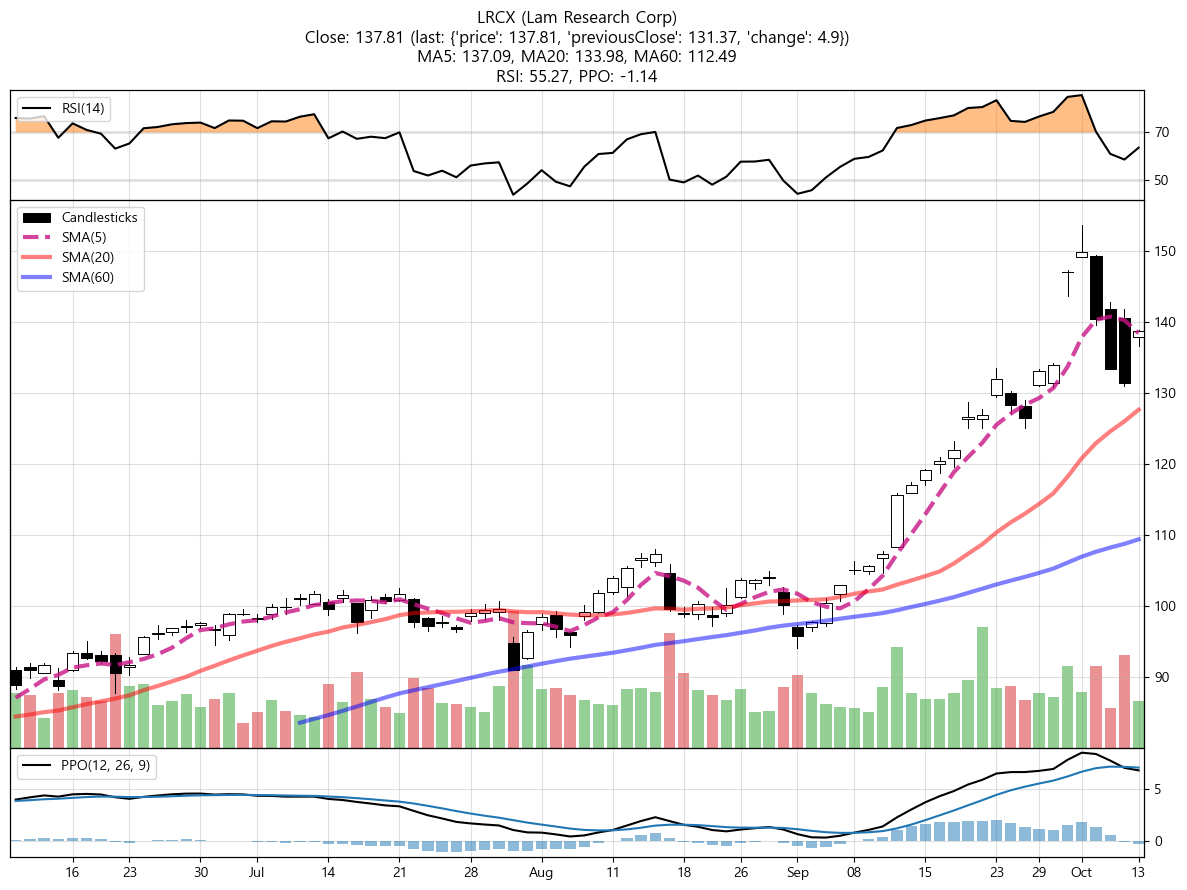 LRCX (Lam Research Corp)
Close: 137.81 (last: {'price': 137.81, 'previousClose': 131.37, 'change': 4.9})
MA5: 137.09, MA20: 133.98, MA60: 112.49
RSI: 55.27, PPO: -1.14
RSI(14)
70
50
Candlesticks
SMA(5)
SMA(20)
SMA(60)
150
140
130
120
110
100
90
PPO(12, 26, 9)
5
0
16 23 30 Jul 14 21 28 Aug 11 18 26 Sep 08 15 23 29 Oct 13